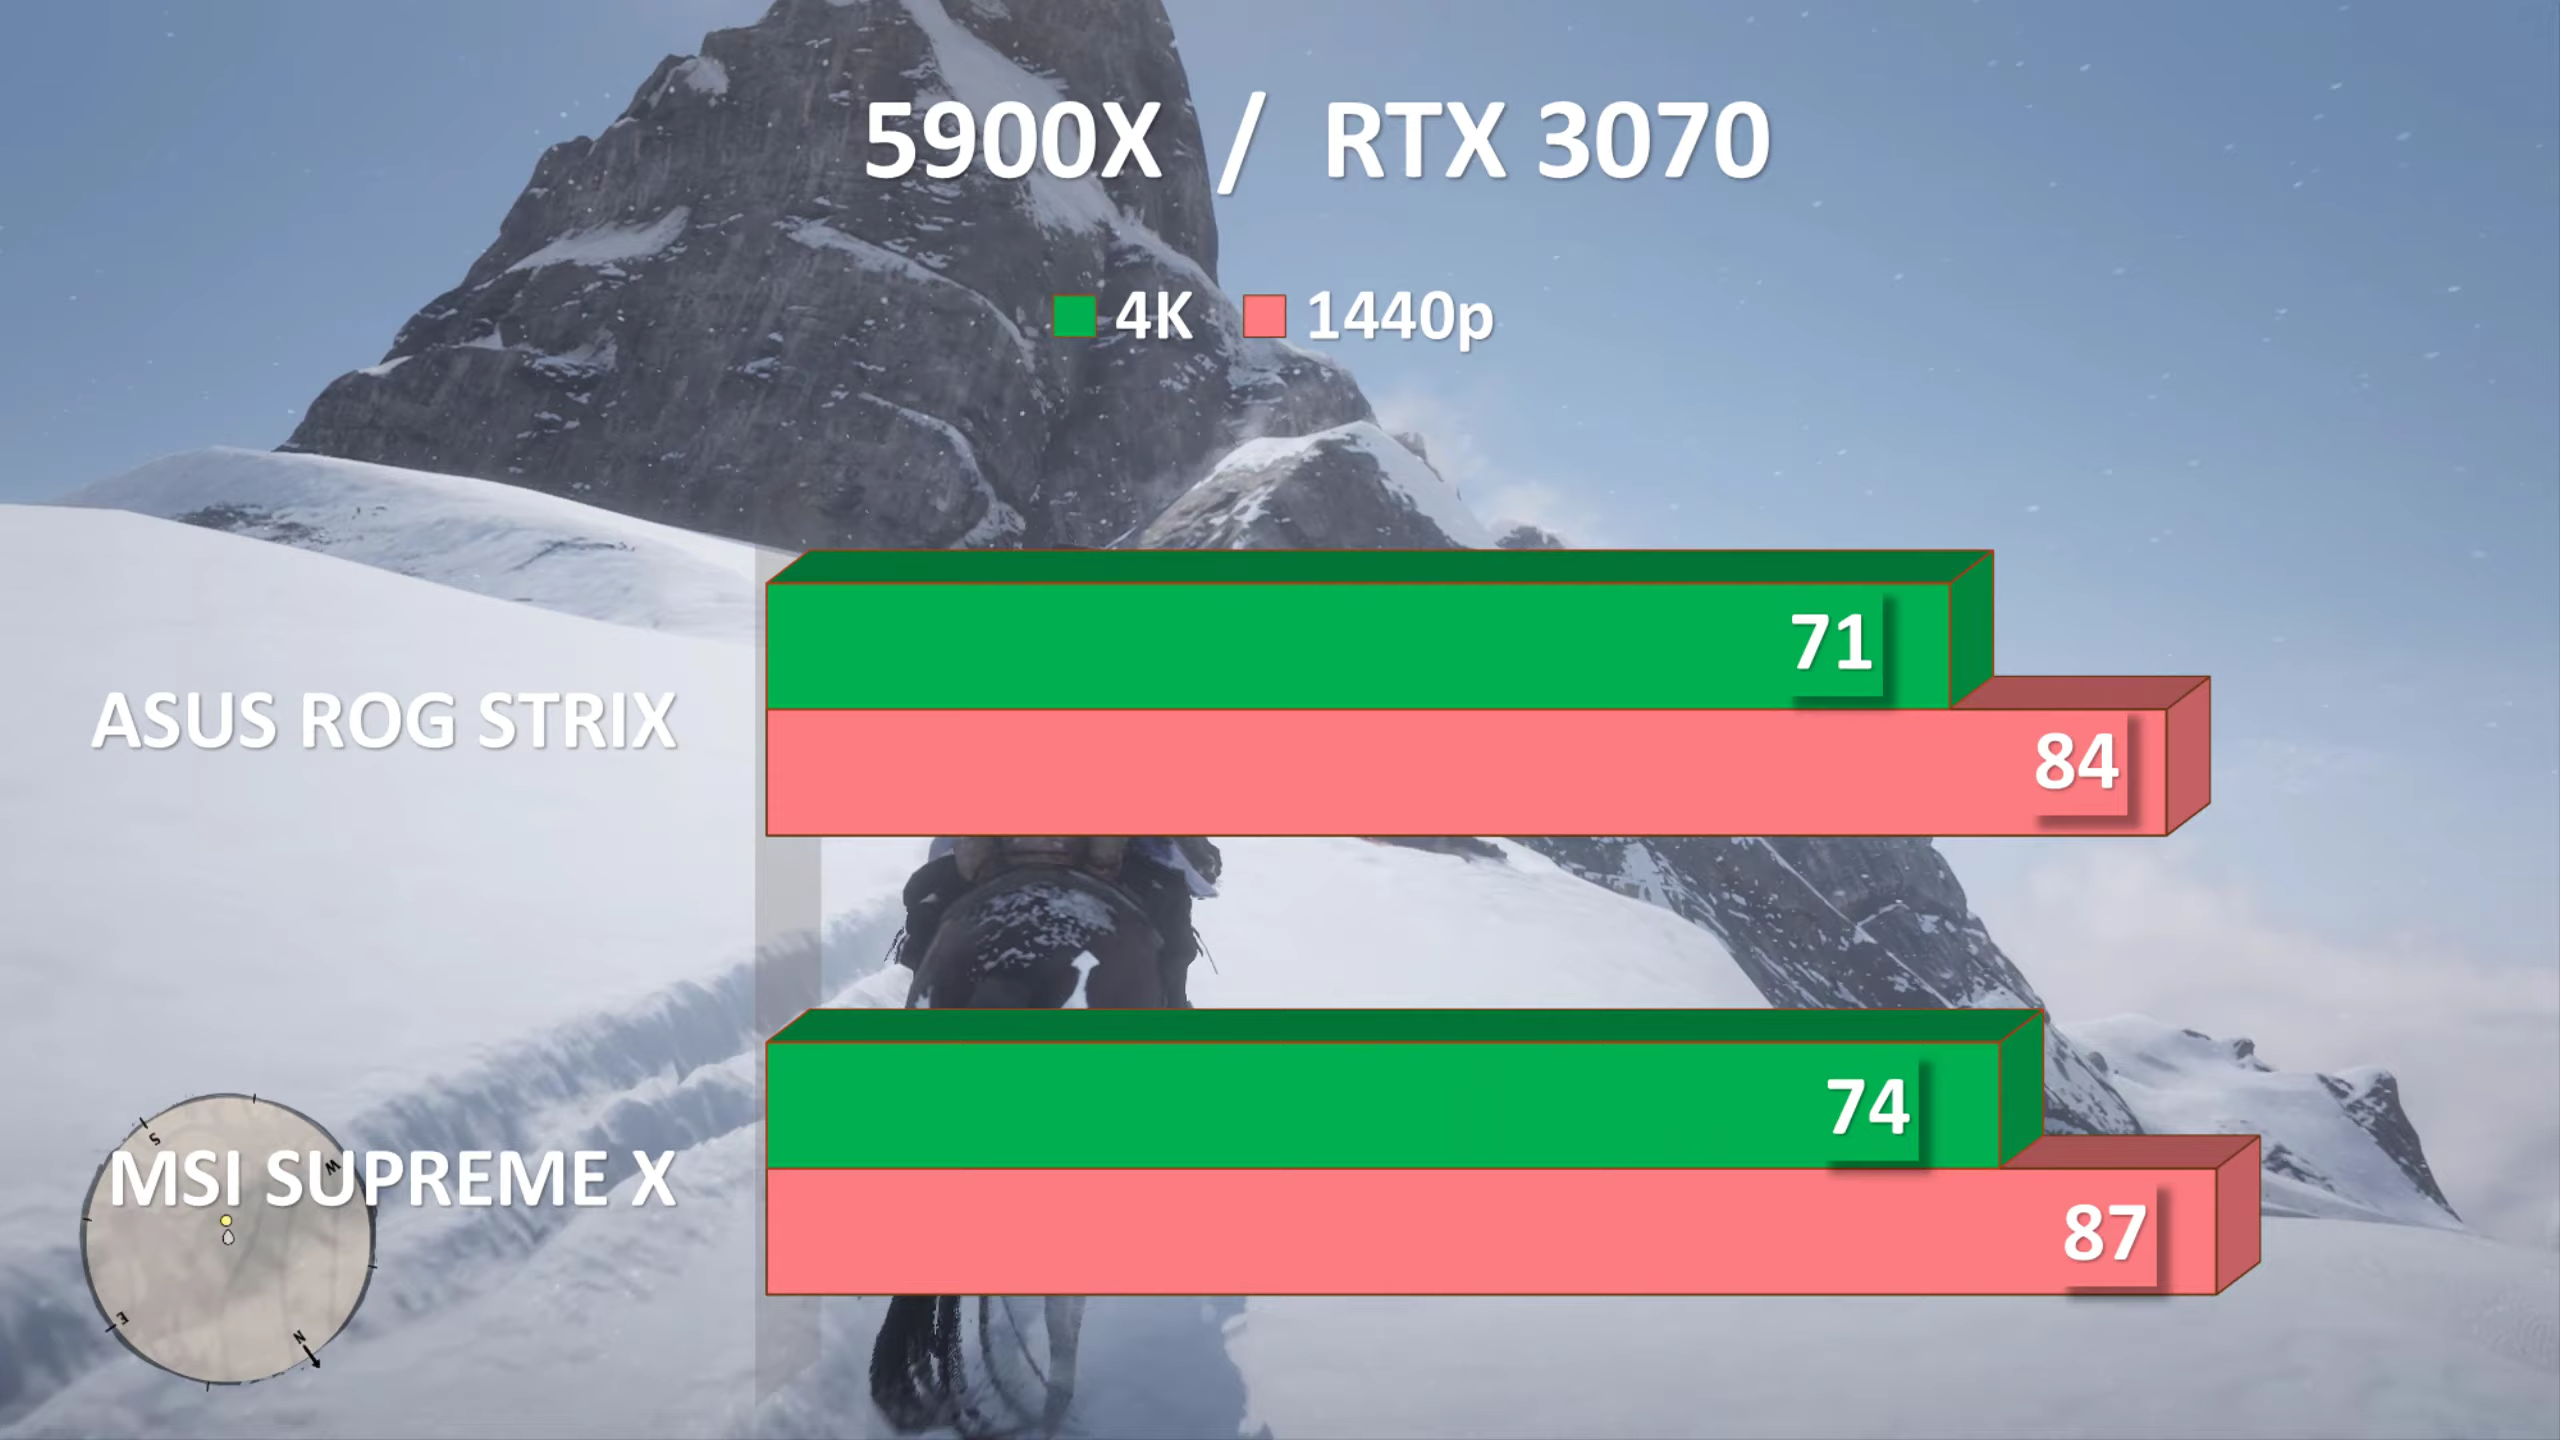 5900X / RTX 3070
4K 1440p
71
ASUS ROG STRIX
84
74
MSI SUPREME X
87
S
W
E
N